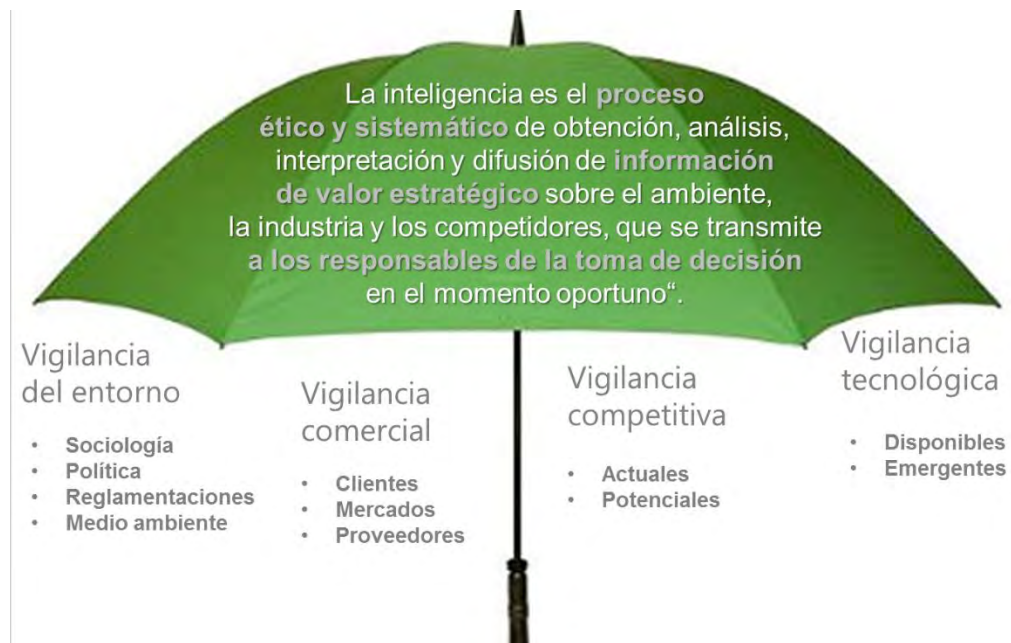 La inteligencia es el proceso
ético y sistemático de obtención, análisis,
interpretación y difusión de información
de valor estratégico sobre el ambiente,
la industria y los competidores, que se transmite
a los responsables de la toma de decisión
en el momento oportuno“.
Vigilancia
del entorno
• Sociología
• Política
• Reglamentaciones
• Medio ambiente
Vigilancia
comercial
• Clientes
• Mercados
• Proveedores
Vigilancia
competitiva
• Actuales
• Potenciales
Vigilancia
tecnológica
• Disponibles
• Emergentes